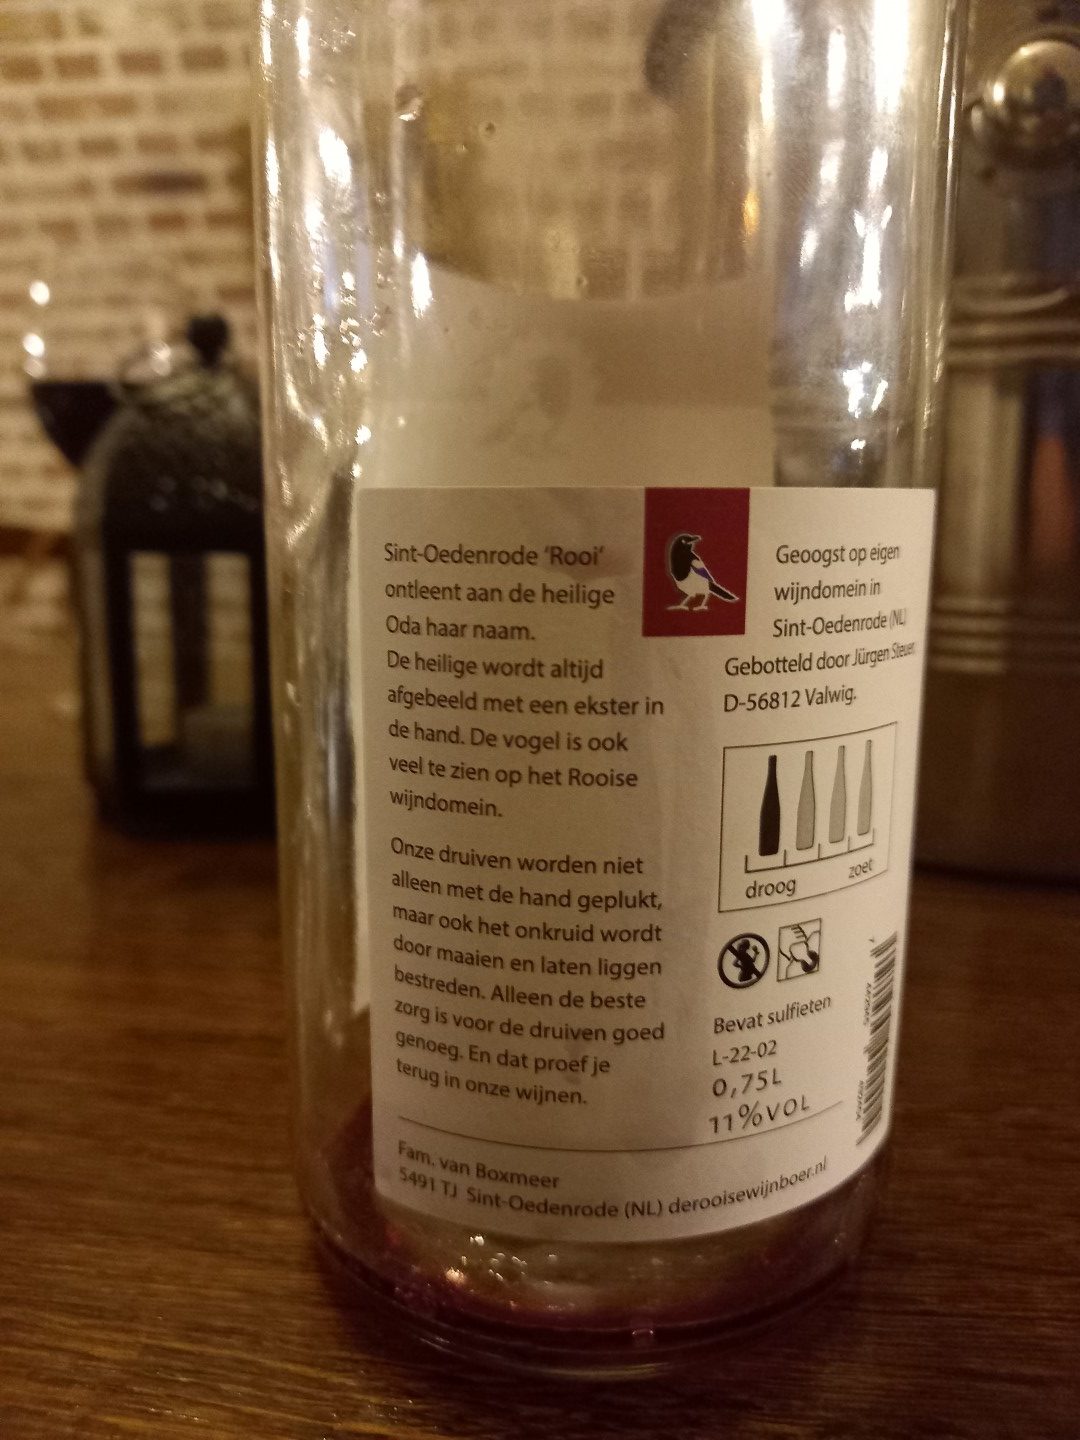 Sint-Oedenrode ‘Rooi’
ontleent aan de heilige
Oda haar naam.
De heilige wordt altijd
afgebeeld met een ekster in
de hand. De vogel is ook
veel te zien op het Rooise
wijndomein.
Onze druiven worden niet
alleen met de hand geplukt,
maar ook het onkruid wordt
door maaien en laten liggen
bestreden. Alleen de beste
zorg is voor de druiven goed
genoeg. En dat proef je
terug in onze wijnen.
Geoogst op eigen
wijndomein in
Sint-Oedenrode (NL)
Gebotteld door Jürgen Steuer,
D-56812 Valwig.
droog
zoet
Bevat sulfieten
L-22-02
0,75L
11%VOL
Fam. van Boxmeer
5491 TJ Sint-Oedenrode (NL) derooisewijnboer.nl